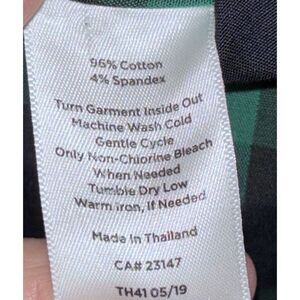 96% Cotton
4% Spandex
Turn Garment Inside Out
Machine Wash Cold
Gentle Cycle
Only Non-Chlorine Bleach
When Needed
Tumble Dry Low
Warm Iron, If Needed
Made in Thailand
CA# 23147
TH41 05/19